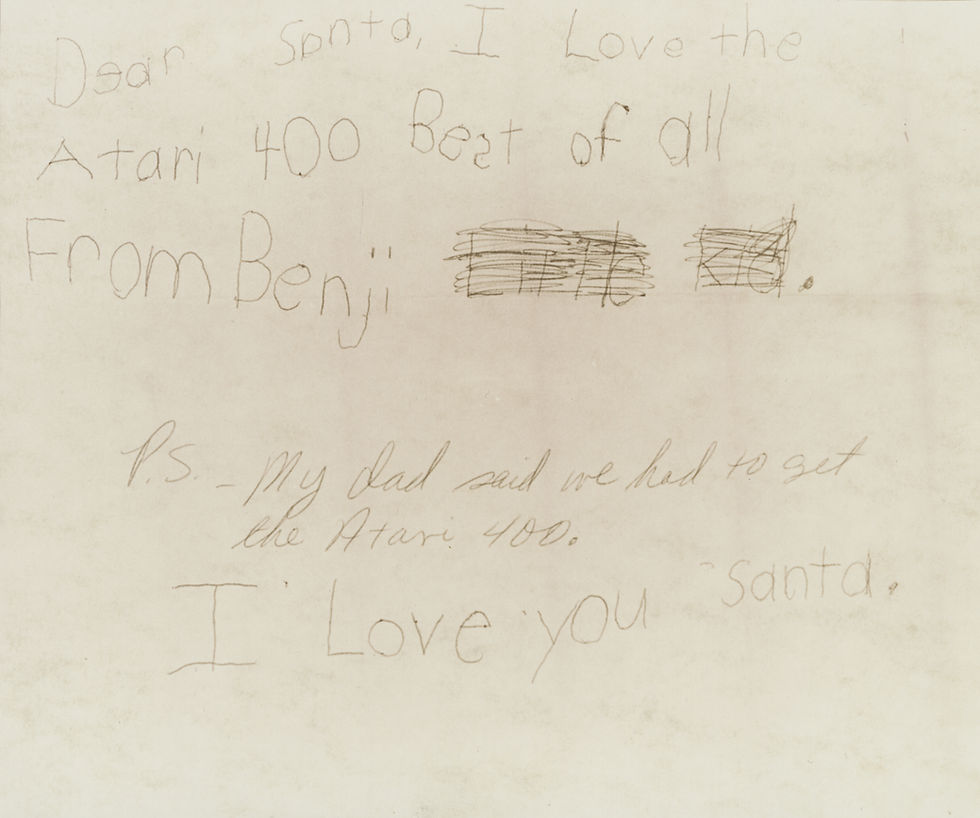 Dear Santa, I Love the
Atari 400 Best of all
From Benji
P.S. - My dad said we had to get
the Atari 400.
I Love you santa.